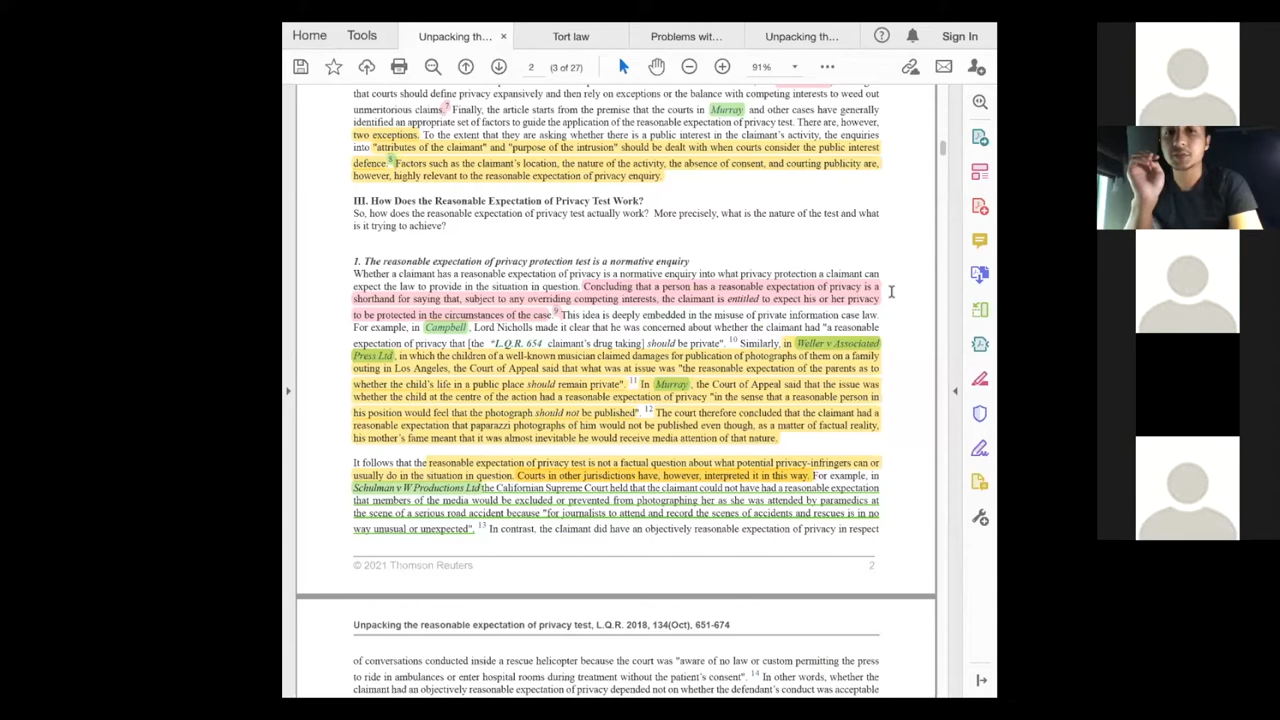 Home
Tools
Unpacking th...
×
Tort law
Problems wit...
Unpacking th...
Sign In
2
(3 of 27)
91%
that courts should define privacy expansively and then rely on exceptions or the balance with competing interests to weed out
unmeritorious claims.7 Finally, the article starts from the premise that the courts in Murray and other cases have generally
identified an appropriate set of factors to guide the application of the reasonable expectation of privacy test. There are, however,
two exceptions. To the extent that they are asking whether there is a public interest in the claimant's activity, the enquiries
into "attributes of the claimant" and "purpose of the intrusion" should be dealt with when courts consider the public interest
defence.8 Factors such as the claimant's location, the nature of the activity, the absence of consent, and courting publicity are,
however, highly relevant to the reasonable expectation of privacy enquiry.
III. How Does the Reasonable Expectation of Privacy Test Work?
So, how does the reasonable expectation of privacy test actually work? More precisely, what is the nature of the test and what
is it trying to achieve?
1. The reasonable expectation of privacy protection test is a normative enquiry
Whether a claimant has a reasonable expectation of privacy is a normative enquiry into what privacy protection a claimant can
expect the law to provide in the situation in question. Concluding that a person has a reasonable expectation of privacy is a
shorthand for saying that, subject to any overriding competing interests, the claimant is entitled to expect his or her privacy
to be protected in the circumstances of the case.9 This idea is deeply embedded in the misuse of private information case law.
For example, in Campbell, Lord Nicholls made it clear that he was concerned about whether the claimant had "a reasonable
expectation of privacy that [the *L.Q.R. 654 claimant's drug taking] should be private".10 Similarly, in Weller v Associated
Press Ltd, in which the children of a well-known musician claimed damages for publication of photographs of them on a family
outing in Los Angeles, the Court of Appeal said that what was at issue was "the reasonable expectation of the parents as to
whether the child's life in a public place should remain private".11 In Murray, the Court of Appeal said that the issue was
whether the child at the centre of the action had a reasonable expectation of privacy "in the sense that a reasonable person in
his position would feel that the photograph should not be published".12 The court therefore concluded that the claimant had a
reasonable expectation that paparazzi photographs of him would not be published even though, as a matter of factual reality,
his mother's fame meant that it was almost inevitable he would receive media attention of that nature.
It follows that the reasonable expectation of privacy test is not a factual question about what potential privacy-infringers can or
usually do in the situation in question. Courts in other jurisdictions have, however, interpreted it in this way. For example, in
Schulman v W Productions Ltd the Californian Supreme Court held that the claimant could not have had a reasonable expectation
that members of the media would be excluded or prevented from photographing her as she was attended by paramedics at
the scene of a serious road accident because "for journalists to attend and record the scenes of accidents and rescues is in no
way unusual or unexpected".13 In contrast, the claimant did have an objectively reasonable expectation of privacy in respect
© 2021 Thomson Reuters
2
Unpacking the reasonable expectation of privacy test, L.Q.R. 2018, 134(Oct), 651-674
of conversations conducted inside a rescue helicopter because the court was "aware of no law or custom permitting the press
to ride in ambulances or enter hospital rooms during treatment without the patient's consent".14 In other words, whether the
claimant had an objectively reasonable expectation of privacy depended not on whether the defendant's conduct was acceptable